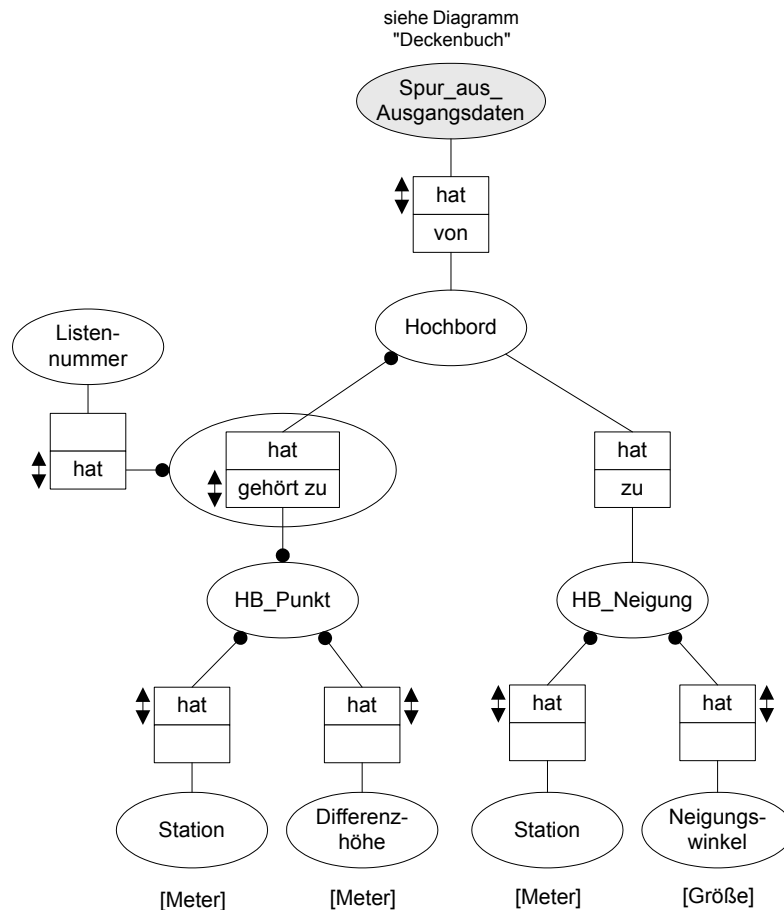 siehe Diagramm
"Deckenbuch"
Spur_aus_
Ausgangsdaten
hat
von
Hochbord
Listen-
nummer
hat
hat
gehört zu
hat
zu
HB_Punkt
HB_Neigung
hat
hat
hat
hat
Station
Differenz-
höhe
Station
Neigungs-
winkel
[Meter]
[Meter]
[Meter]
[Größe]